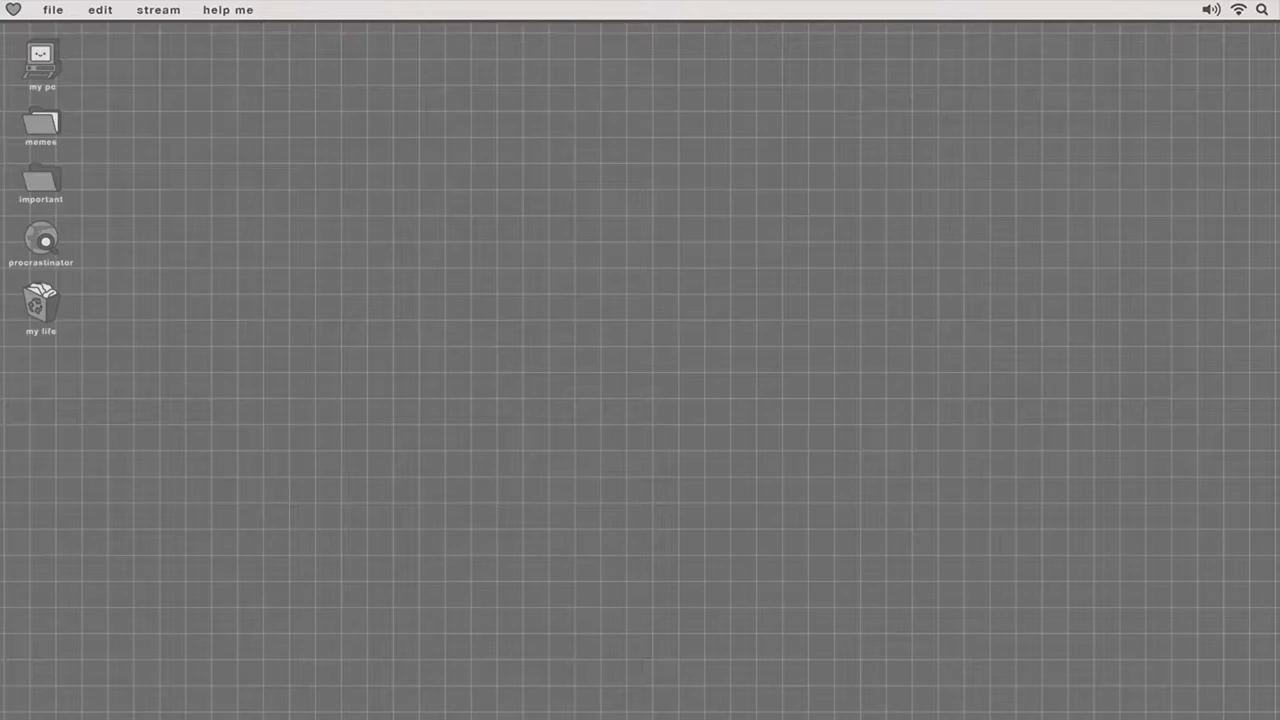 file edit stream help me
my pc
memes
important
procrastinator
my life